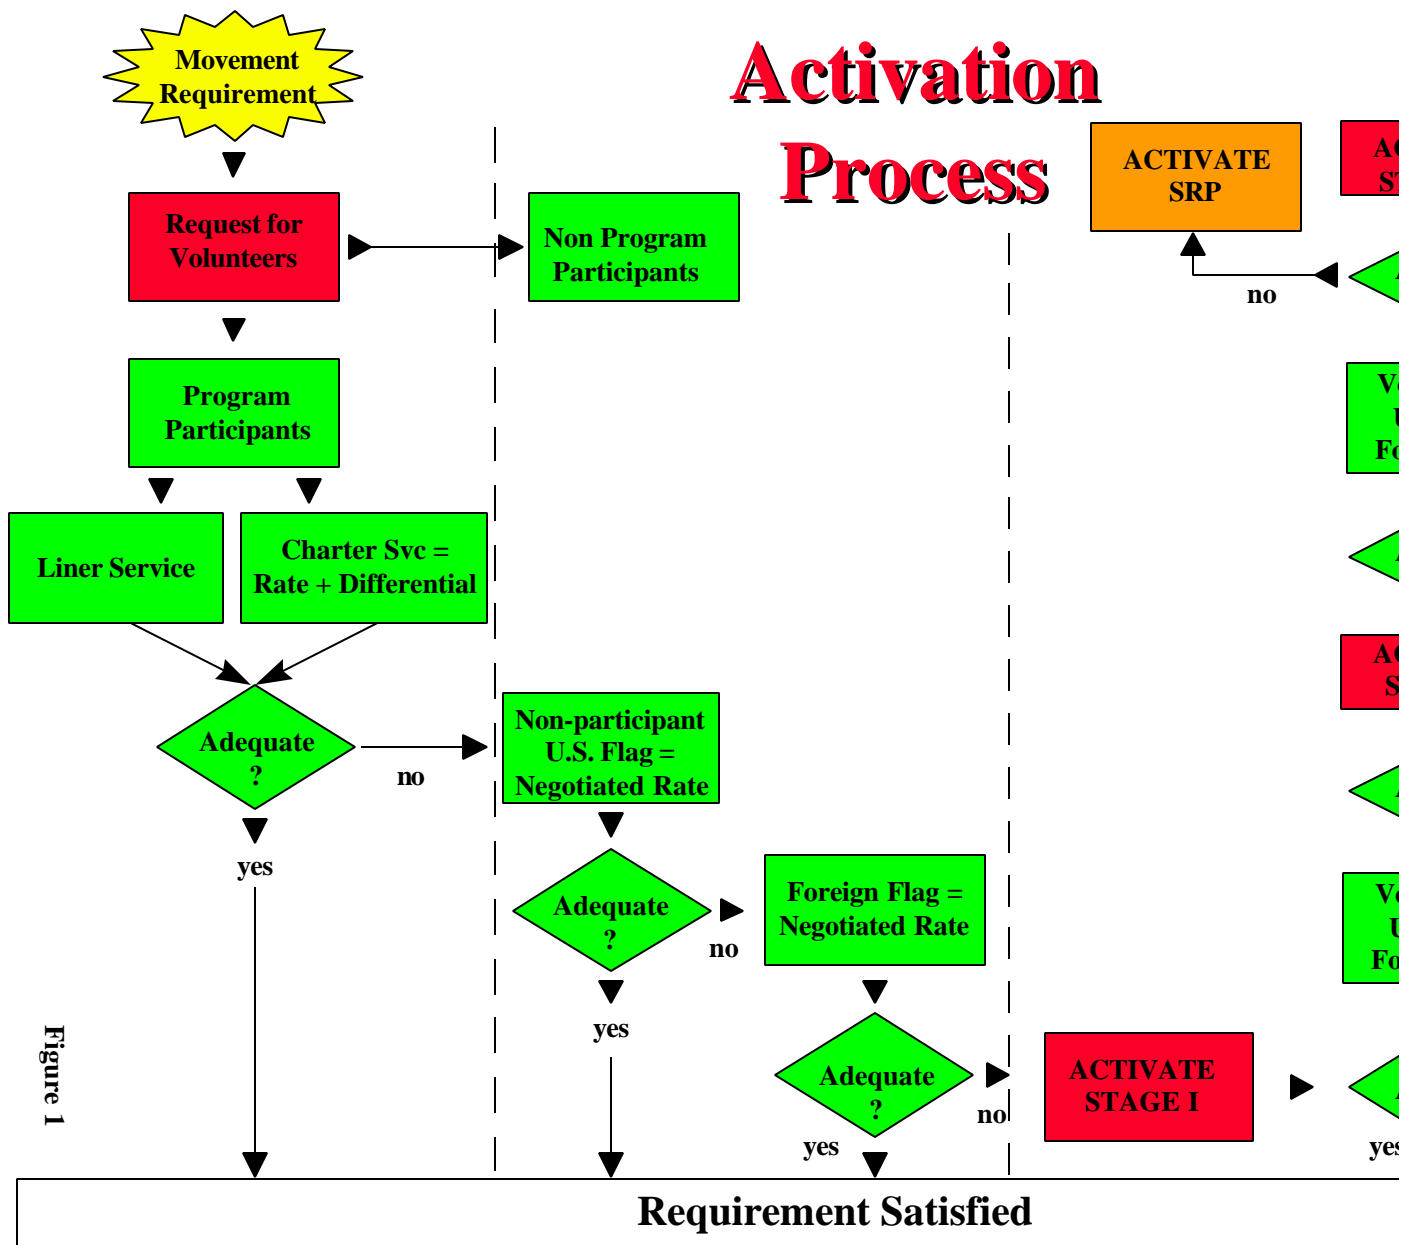 Movement
Requirement
Activation
Process
ACTIVATE
SRP
Request for
Volunteers
Non Program
Participants
no
Program
Participants
Liner Service
Charter Svc =
Rate + Differential
Adequate
?
no
yes
Non-participant
U.S. Flag =
Negotiated Rate
Adequate
?
no
yes
Foreign Flag =
Negotiated Rate
Adequate
?
no
yes
ACTIVATE
STAGE I
yes
Figure 1
Requirement Satisfied